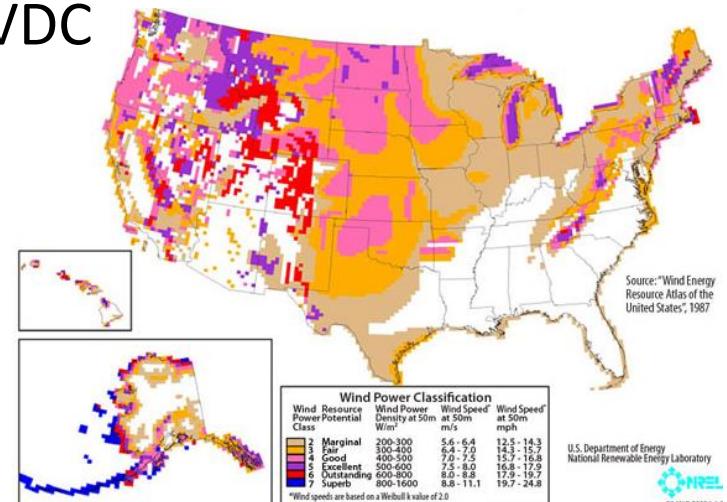 VDC
Source: "Wind Energy
Resource Atlas of the
United States", 1987
Wind Power Classification
Wind Power Class Resource Potential Wind Power Density at 50m W/m² Wind Speed* at 50m m/s Wind Speed* at 50m mph
2 Marginal 200-300 5.6 - 6.4 12.5 - 14.3
3 Fair 300-400 6.4 - 7.0 14.3 - 15.7
4 Good 400-500 7.0 - 7.5 15.7 - 16.8
5 Excellent 500-600 7.5 - 8.0 16.8 - 17.9
6 Outstanding 600-800 8.0 - 8.8 17.9 - 19.7
7 Superb 800-1600 8.8 - 11.1 19.7 - 24.8
*Wind speeds are based on a Weibull k value of 2.0
U.S. Department of Energy
National Renewable Energy Laboratory
NREL